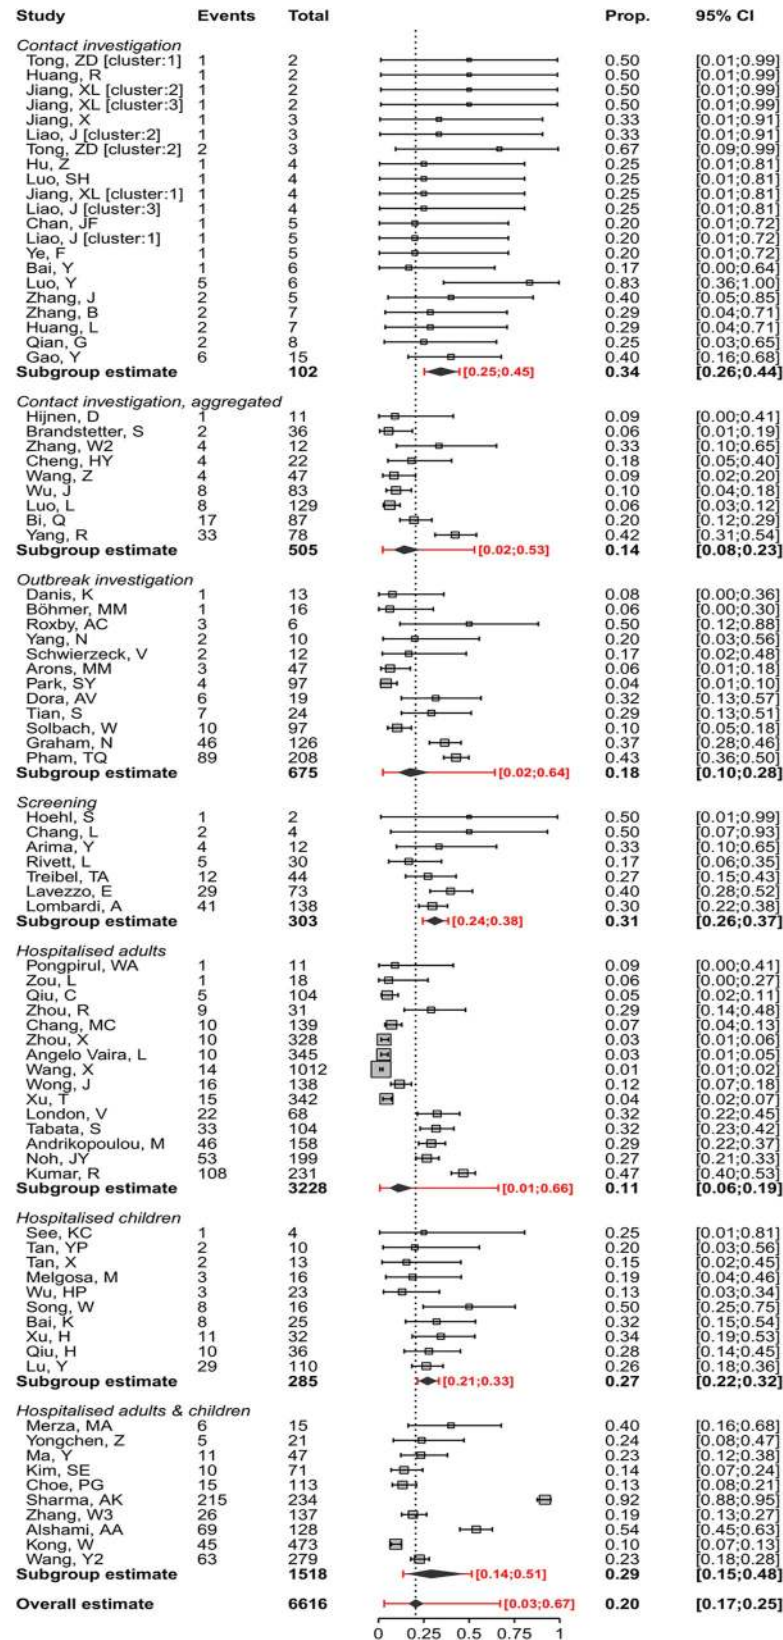 Study Events Total Prop. 95% CI
Contact investigation
Tong, ZD [cluster:1] 1 2 0.50 [0.01;0.99]
Huang, R 1 2 0.50 [0.01;0.99]
Jiang, XL [cluster:2] 1 2 0.50 [0.01;0.99]
Jiang, XL [cluster:3] 1 2 0.50 [0.01;0.99]
Jiang, X 1 3 0.33 [0.01;0.91]
Liao, J [cluster:2] 1 3 0.33 [0.01;0.91]
Tong, ZD [cluster:2] 2 3 0.67 [0.09;0.99]
Hu, Z 1 4 0.25 [0.01;0.81]
Luo, SH 1 4 0.25 [0.01;0.81]
Jiang, XL [cluster:1] 1 4 0.25 [0.01;0.81]
Liao, J [cluster:3] 1 4 0.25 [0.01;0.81]
Chan, JF 1 5 0.20 [0.01;0.72]
Liao, J [cluster:1] 1 5 0.20 [0.01;0.72]
Ye, F 1 5 0.20 [0.01;0.72]
Bai, Y 1 6 0.17 [0.00;0.64]
Luo, Y 5 6 0.83 [0.36;1.00]
Zhang, J 2 5 0.40 [0.05;0.85]
Zhang, B 2 7 0.29 [0.04;0.71]
Huang, L 2 7 0.29 [0.04;0.71]
Qian, G 2 8 0.25 [0.03;0.65]
Gao, Y 6 15 0.40 [0.16;0.68]
Subgroup estimate 102 [0.25;0.45] 0.34 [0.26;0.44]
Contact investigation, aggregated
Hijnen, D 1 11 0.09 [0.00;0.41]
Brandstetter, S 2 36 0.06 [0.01;0.19]
Zhang, W2 4 12 0.33 [0.10;0.65]
Cheng, HY 4 22 0.18 [0.05;0.40]
Wang, Z 4 47 0.09 [0.02;0.20]
Wu, J 8 83 0.10 [0.04;0.18]
Luo, L 8 129 0.06 [0.03;0.12]
Bi, Q 17 87 0.20 [0.12;0.29]
Yang, R 33 78 0.42 [0.31;0.54]
Subgroup estimate 505 [0.02;0.53] 0.14 [0.08;0.23]
Outbreak investigation
Danis, K 1 13 0.08 [0.00;0.36]
Böhmer, MM 1 16 0.06 [0.00;0.30]
Roxby, AC 3 6 0.50 [0.12;0.88]
Yang, N 2 10 0.20 [0.03;0.56]
Schwierzeck, V 2 12 0.17 [0.02;0.48]
Arons, MM 3 47 0.06 [0.01;0.18]
Park, SY 4 97 0.04 [0.01;0.10]
Dora, AV 6 19 0.32 [0.13;0.57]
Tian, S 7 24 0.29 [0.13;0.51]
Solbach, W 10 97 0.10 [0.05;0.18]
Graham, N 46 126 0.37 [0.28;0.46]
Pham, TQ 89 208 0.43 [0.36;0.50]
Subgroup estimate 675 [0.02;0.64] 0.18 [0.10;0.28]
Screening
Hoehl, S 1 2 0.50 [0.01;0.99]
Chang, L 2 4 0.50 [0.07;0.93]
Arima, Y 4 12 0.33 [0.10;0.65]
Rivett, L 5 30 0.17 [0.06;0.35]
Treibel, TA 12 44 0.27 [0.15;0.43]
Lavezzo, E 29 73 0.40 [0.28;0.52]
Lombardi, A 41 138 0.30 [0.22;0.38]
Subgroup estimate 303 [0.24;0.38] 0.31 [0.26;0.37]
Hospitalised adults
Pongpirul, WA 1 11 0.09 [0.00;0.41]
Zou, L 1 18 0.06 [0.00;0.27]
Qiu, C 5 104 0.05 [0.02;0.11]
Zhou, R 9 31 0.29 [0.14;0.48]
Chang, MC 10 139 0.07 [0.04;0.13]
Zhou, X 10 328 0.03 [0.01;0.06]
Angelo Vaira, L 10 345 0.03 [0.01;0.05]
Wang, X 14 1012 0.01 [0.01;0.02]
Wong, J 16 138 0.12 [0.07;0.18]
Xu, T 15 342 0.04 [0.02;0.07]
London, V 22 68 0.32 [0.22;0.45]
Tabata, S 33 104 0.32 [0.23;0.42]
Andrikopoulou, M 46 158 0.29 [0.22;0.37]
Noh, JY 53 199 0.27 [0.21;0.33]
Kumar, R 108 231 0.47 [0.40;0.53]
Subgroup estimate 3228 [0.01;0.66] 0.11 [0.06;0.19]
Hospitalised children
See, KC 1 4 0.25 [0.01;0.81]
Tan, YP 2 10 0.20 [0.03;0.56]
Tan, X 2 13 0.15 [0.02;0.45]
Melgosa, M 3 16 0.19 [0.04;0.46]
Wu, HP 3 23 0.13 [0.03;0.34]
Song, W 8 16 0.50 [0.25;0.75]
Bai, K 8 25 0.32 [0.15;0.54]
Xu, H 11 32 0.34 [0.19;0.53]
Qiu, H 10 36 0.28 [0.14;0.45]
Lu, Y 29 110 0.26 [0.18;0.36]
Subgroup estimate 285 [0.21;0.33] 0.27 [0.22;0.32]
Hospitalised adults & children
Merza, MA 6 15 0.40 [0.16;0.68]
Yongchen, Z 5 21 0.24 [0.08;0.47]
Ma, Y 11 47 0.23 [0.12;0.38]
Kim, SE 10 71 0.14 [0.07;0.24]
Choe, PG 15 113 0.13 [0.08;0.21]
Sharma, AK 215 234 0.92 [0.88;0.95]
Zhang, W3 26 137 0.19 [0.13;0.27]
Alshami, AA 69 128 0.54 [0.45;0.63]
Kong, W 45 473 0.10 [0.07;0.13]
Wang, Y2 63 279 0.23 [0.18;0.28]
Subgroup estimate 1518 [0.14;0.51] 0.29 [0.15;0.48]
Overall estimate 6616 [0.03;0.67] 0.20 [0.17;0.25]
0 0.25 0.5 0.75 1